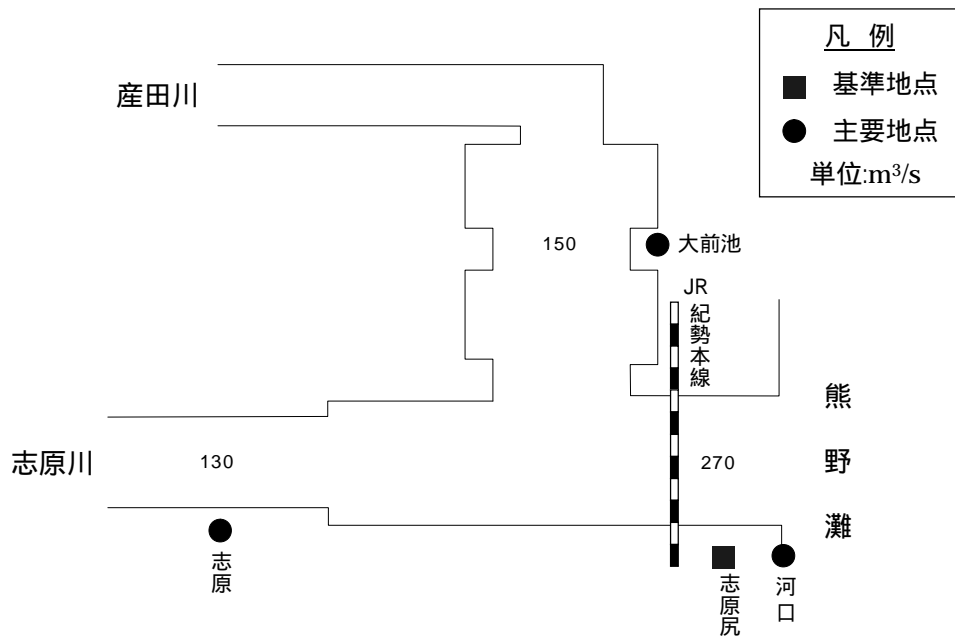 凡 例
基準地点
主要地点
単位:m³/s
産田川
150
大前池
JR
紀勢本線
熊野灘
志原川
130
270
志原
志原尻
河口